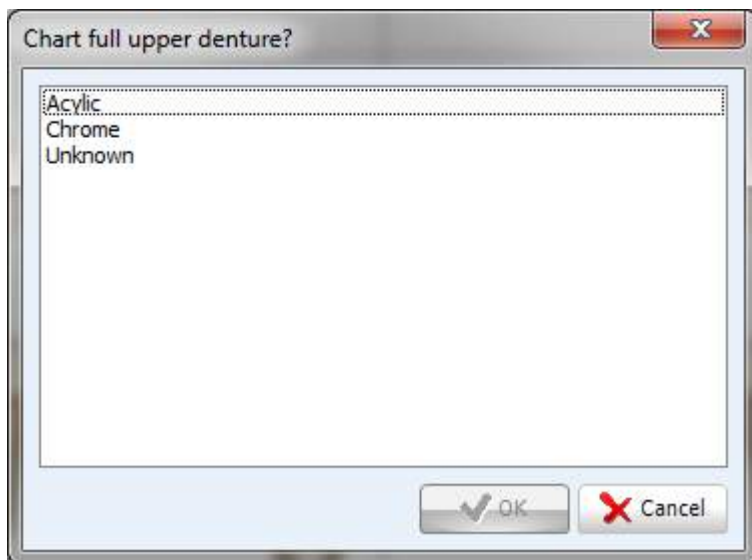 Chart full upper denture?
Acylic
Chrome
Unknown
OK
Cancel